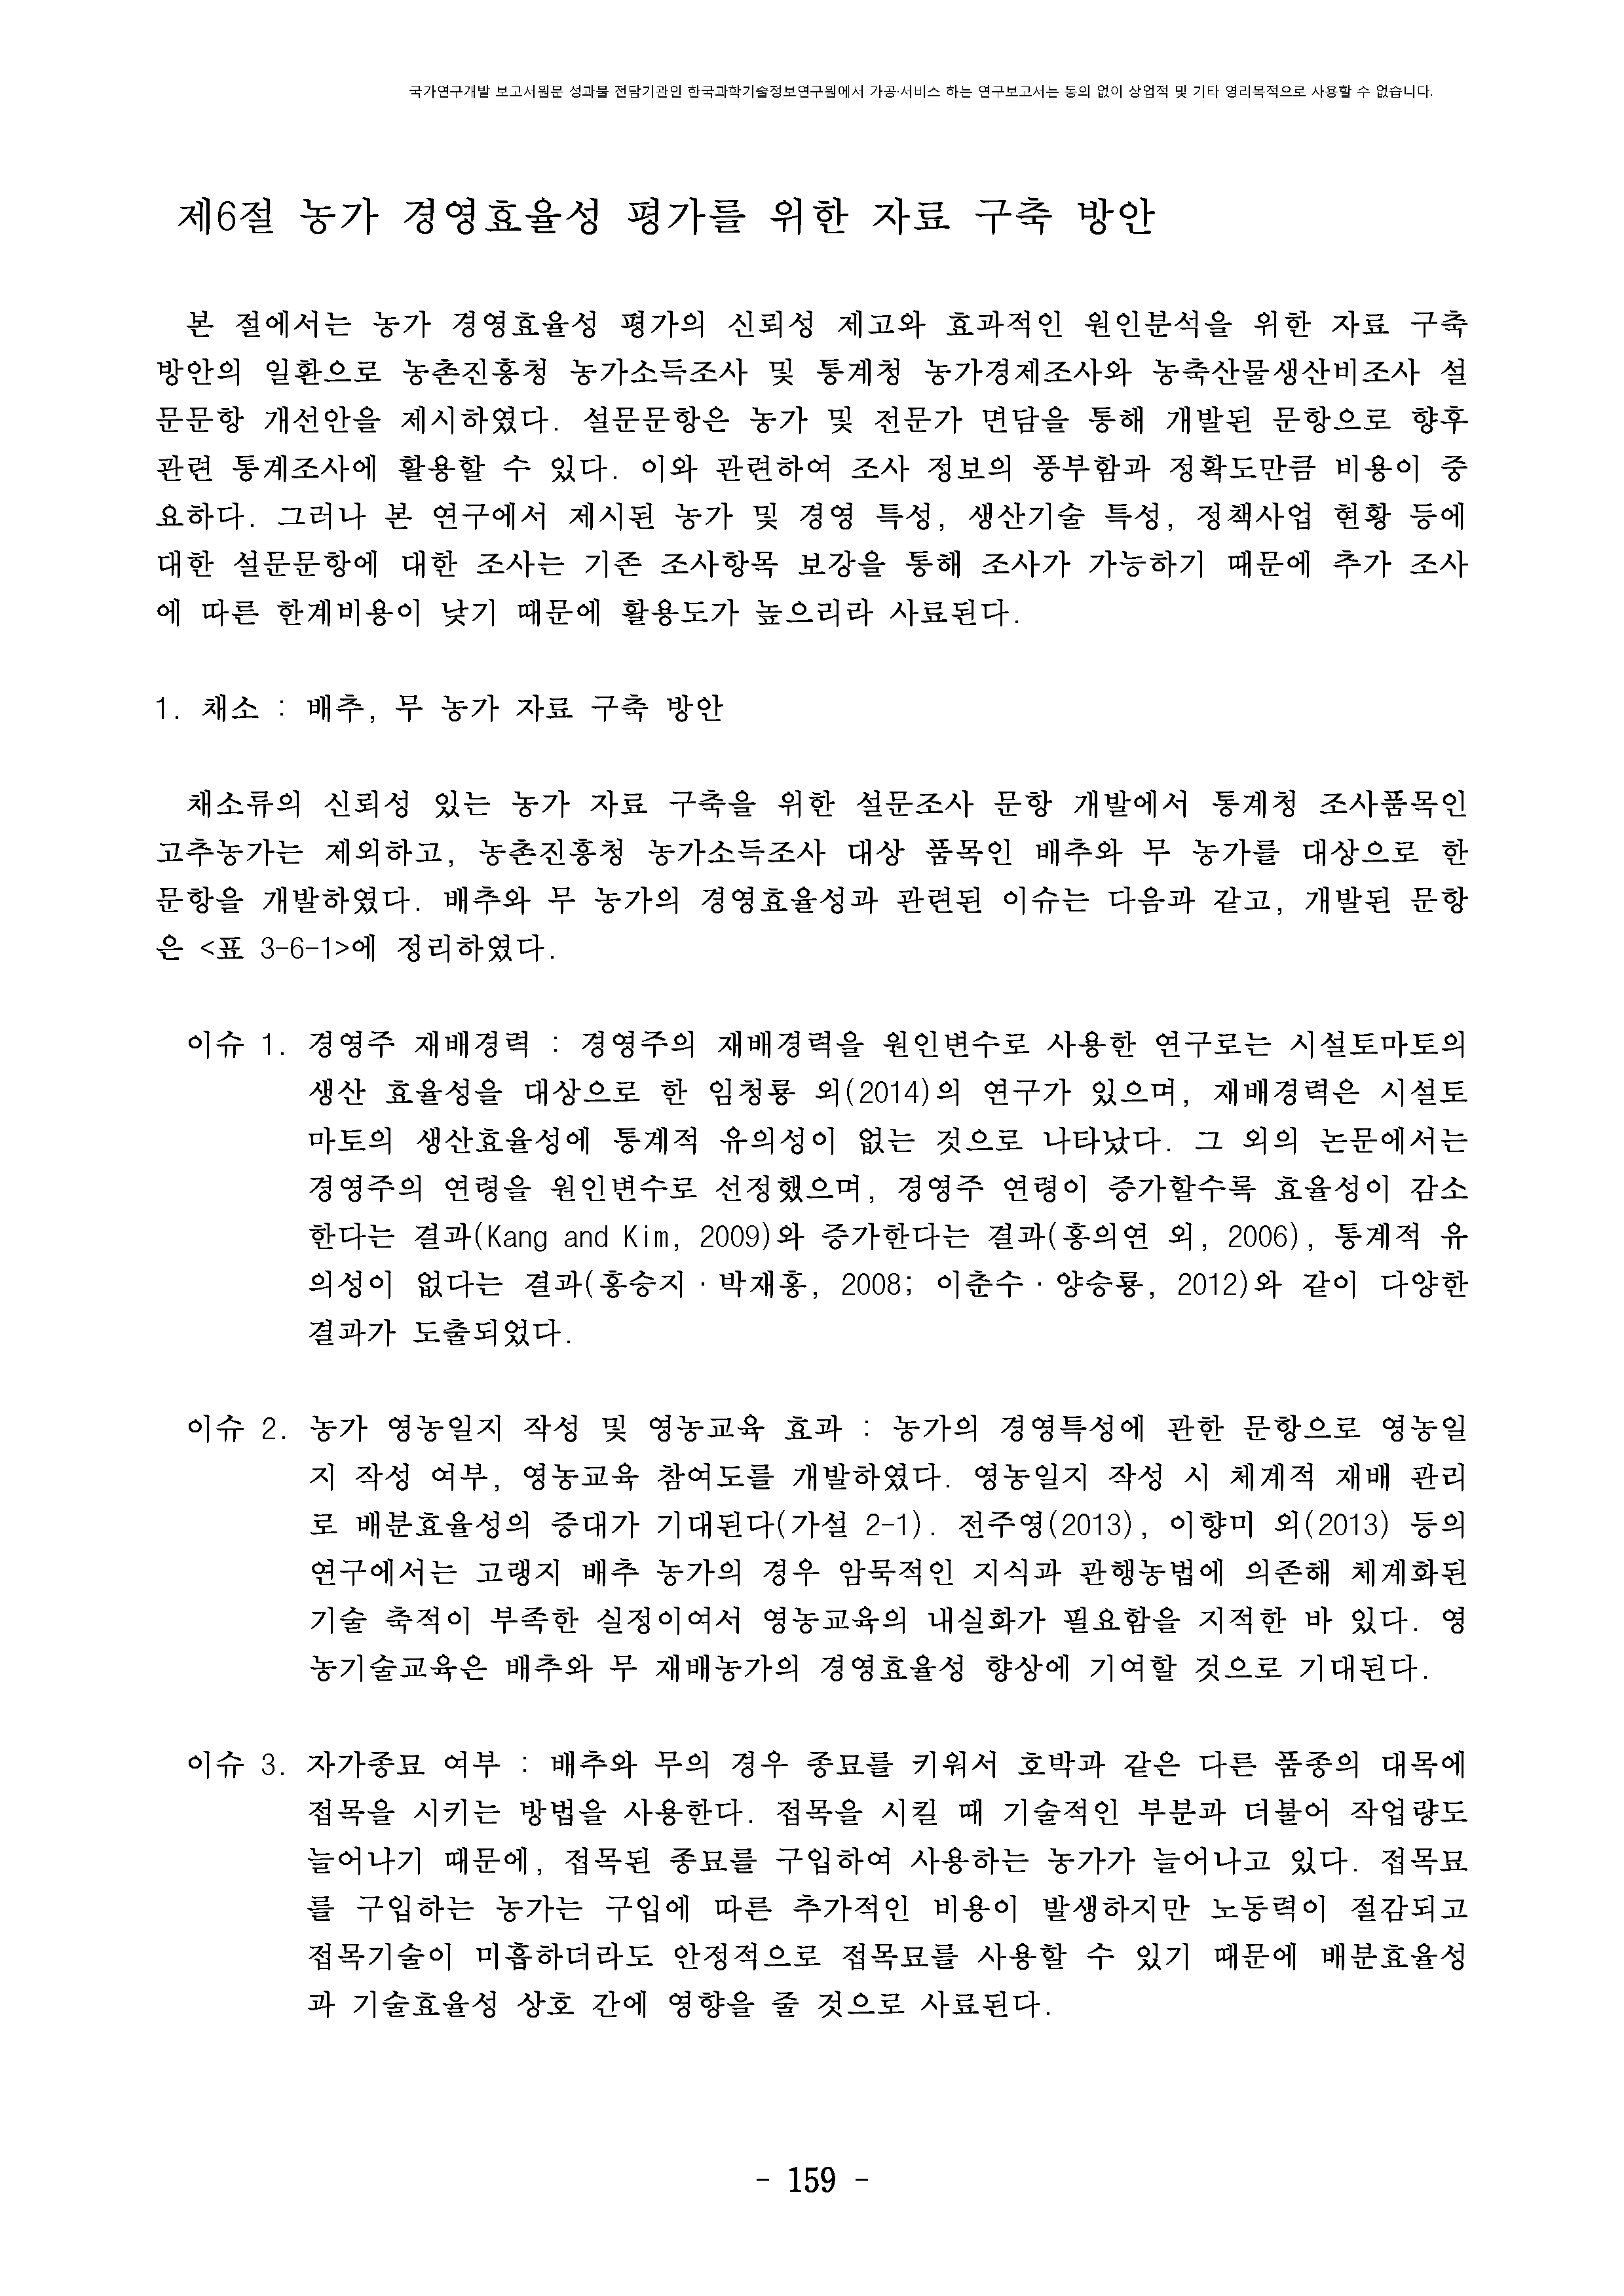 국가연구개발 보고서원문 성과물 전담기관인 한국과학기술정보연구원에서 가공·서비스 하는 연구보고서는 동의 없이 상업적 및 기타 영리목적으로 사용할 수 없습니다.
제6절 농가 경영효율성 평가를 위한 자료 구축 방안
본 절에서는 농가 경영효율성 평가의 신뢰성 제고와 효과적인 원인분석을 위한 자료 구축
방안의 일환으로 농촌진흥청 농가소득조사 및 통계청 농가경제조사와 농축산물생산비조사 설
문문항 개선안을 제시하였다. 설문문항은 농가 및 전문가 면담을 통해 개발된 문항으로 향후
관련 통계조사에 활용할 수 있다. 이와 관련하여 조사 정보의 풍부함과 정확도만큼 비용이 중
요하다. 그러나 본 연구에서 제시된 농가 및 경영 특성, 생산기술 특성, 정책사업 현황 등에
대한 설문문항에 대한 조사는 기존 조사항목 보강을 통해 조사가 가능하기 때문에 추가 조사
에 따른 한계비용이 낮기 때문에 활용도가 높으리라 사료된다.
1. 채소 : 배추, 무 농가 자료 구축 방안
채소류의 신뢰성 있는 농가 자료 구축을 위한 설문조사 문항 개발에서 통계청 조사품목인
고추농가는 제외하고, 농촌진흥청 농가소득조사 대상 품목인 배추와 무 농가를 대상으로 한
문항을 개발하였다. 배추와 무 농가의 경영효율성과 관련된 이슈는 다음과 같고, 개발된 문항
은 <표 3-6-1>에 정리하였다.
이슈 1. 경영주 재배경력 : 경영주의 재배경력을 원인변수로 사용한 연구로는 시설토마토의
생산 효율성을 대상으로 한 임청룡 외(2014)의 연구가 있으며, 재배경력은 시설토
마토의 생산효율성에 통계적 유의성이 없는 것으로 나타났다. 그 외의 논문에서는
경영주의 연령을 원인변수로 선정했으며, 경영주 연령이 증가할수록 효율성이 감소
한다는 결과(Kang and Kim, 2009)와 증가한다는 결과(홍의연 외, 2006), 통계적 유
의성이 없다는 결과(홍승지·박재홍, 2008; 이춘수·양승룡, 2012)와 같이 다양한
결과가 도출되었다.
이슈 2. 농가 영농일지 작성 및 영농교육 효과 : 농가의 경영특성에 관한 문항으로 영농일
지 작성 여부, 영농교육 참여도를 개발하였다. 영농일지 작성 시 체계적 재배 관리
로 배분효율성의 증대가 기대된다(가설 2-1). 전주영(2013), 이향미 외(2013) 등의
연구에서는 고랭지 배추 농가의 경우 암묵적인 지식과 관행농법에 의존해 체계화된
기술 축적이 부족한 실정이여서 영농교육의 내실화가 필요함을 지적한 바 있다. 영
농기술교육은 배추와 무 재배농가의 경영효율성 향상에 기여할 것으로 기대된다.
이슈 3. 자가종묘 여부 : 배추와 무의 경우 종묘를 키워서 호박과 같은 다른 품종의 대목에
접목을 시키는 방법을 사용한다. 접목을 시킬 때 기술적인 부분과 더불어 작업량도
늘어나기 때문에, 접목된 종묘를 구입하여 사용하는 농가가 늘어나고 있다. 접목묘
를 구입하는 농가는 구입에 따른 추가적인 비용이 발생하지만 노동력이 절감되고
접목기술이 미흡하더라도 안정적으로 접목묘를 사용할 수 있기 때문에 배분효율성
과 기술효율성 상호 간에 영향을 줄 것으로 사료된다.
- 159 -